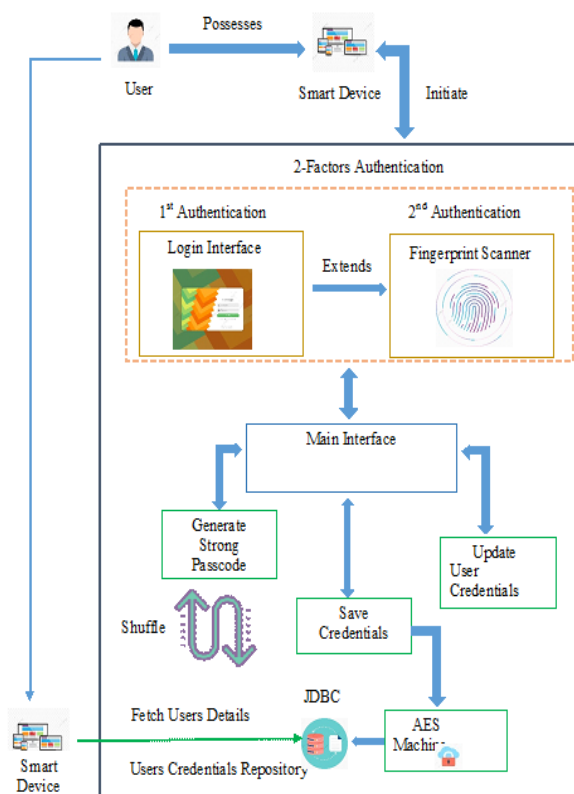 Possesses
User
Smart Device
Initiate
2-Factors Authentication
1st Authentication
2nd Authentication
Login Interface
Fingerprint Scanner
Extends
Main Interface
Generate
Strong
Passcode
Update
User
Credentials
Shuffle
Save
Credentials
JDBC
Fetch Users Details
AES
Machine
Users Credentials Repository
Smart
Device